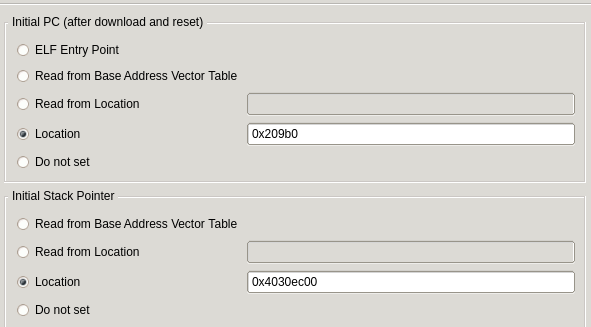 Initial PC (after download and reset)
ELF Entry Point
Read from Base Address Vector Table
Read from Location
Location 0x209b0
Do not set
Initial Stack Pointer
Read from Base Address Vector Table
Read from Location
Location 0x4030ec00
Do not set